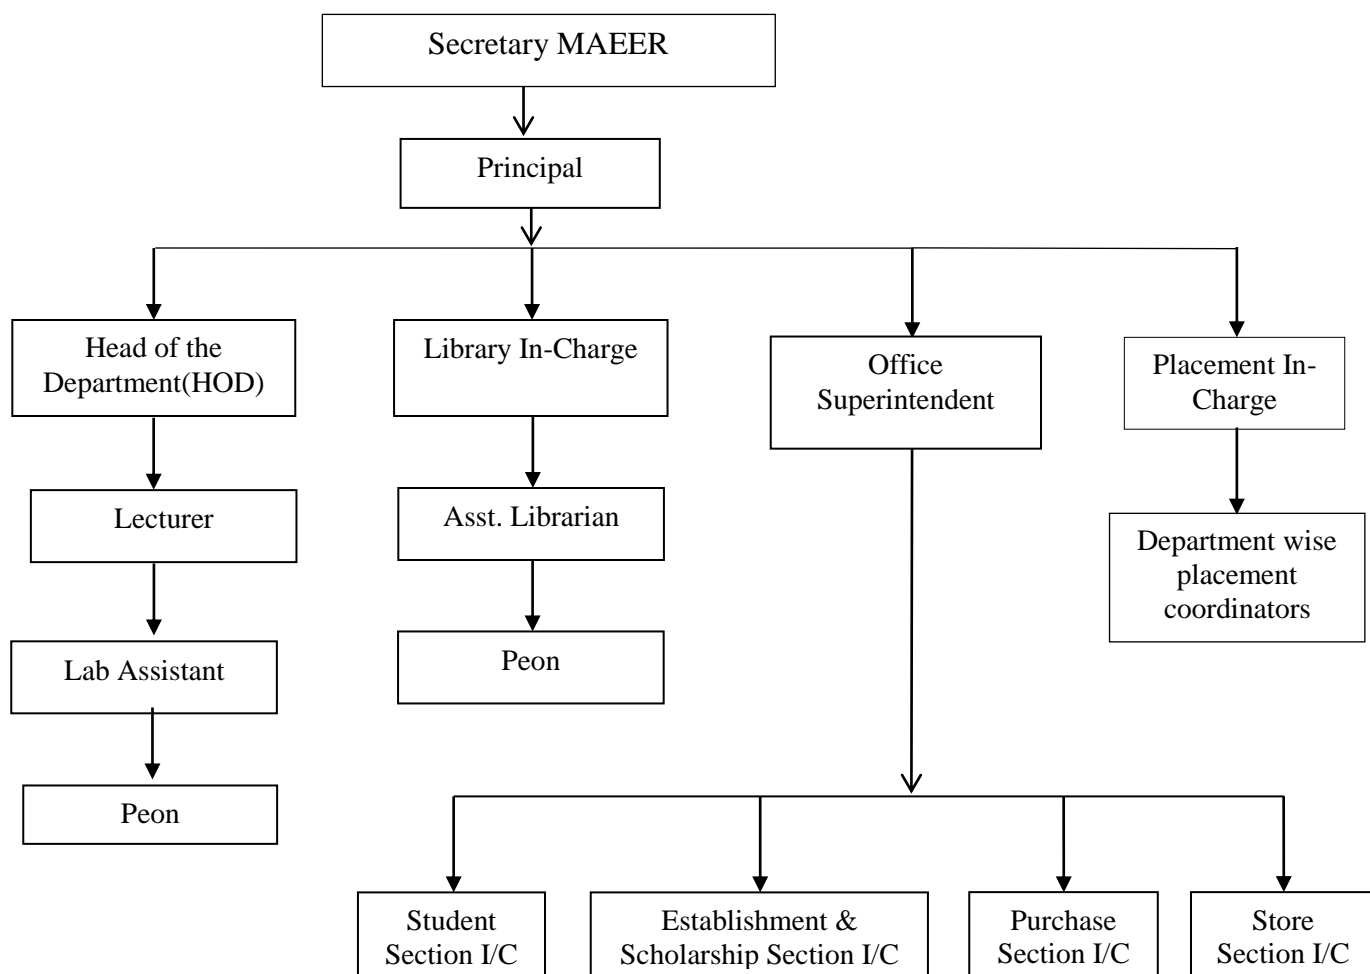 Secretary MAEER
Principal
Head of the
Department(HOD)
Library In-Charge
Office
Superintendent
Placement In-
Charge
Lecturer
Asst. Librarian
Department wise
placement
coordinators
Lab Assistant
Peon
Peon
Student
Section I/C
Establishment &
Scholarship Section I/C
Purchase
Section I/C
Store
Section I/C